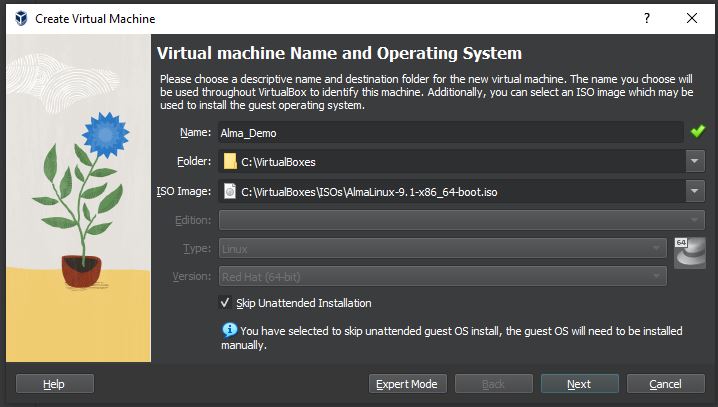 Create Virtual Machine
?
Virtual machine Name and Operating System
Please choose a descriptive name and destination folder for the new virtual machine. The name you choose will
be used throughout VirtualBox to identify this machine. Additionally, you can select an ISO image which may be
used to install the guest operating system.
Name: Alma_Demo
Folder: C:\VirtualBoxes
ISO Image: C:\VirtualBoxes\ISOs\AlmaLinux-9.1-x86_64-boot.iso
Edition:
Type: Linux
64
Version: Red Hat (64-bit)
Skip Unattended Installation
You have selected to skip unattended guest OS install, the guest OS will need to be installed
manually.
Help Expert Mode Back Next Cancel